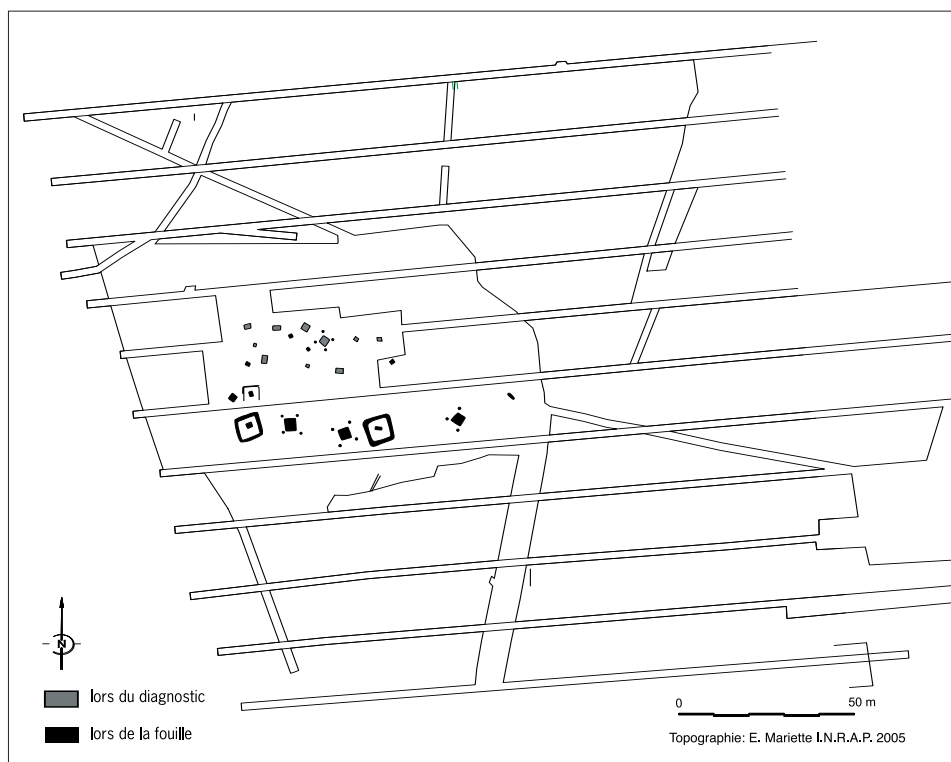 N
lors du diagnostic
lors de la fouille
0 50 m
Topographie: E. Mariette I.N.R.A.P. 2005